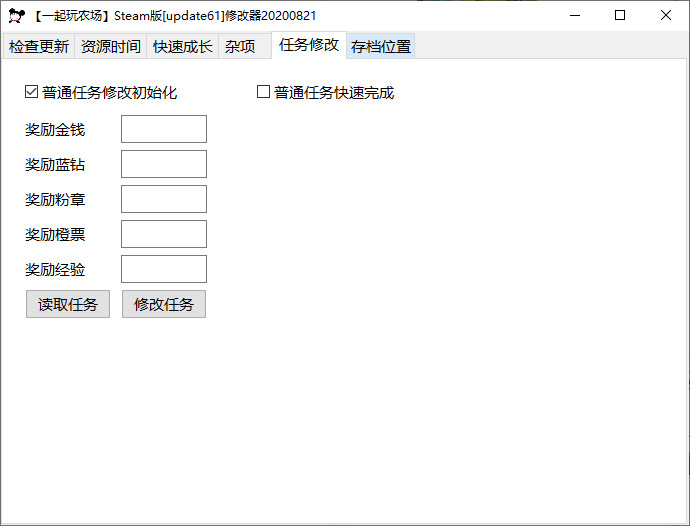 【一起玩农场】Steam版[update61]修改器20200821
检查更新 资源时间 快速成长 杂项 任务修改 存档位置
普通任务修改初始化 普通任务快速完成
奖励金钱
奖励蓝钻
奖励粉章
奖励橙票
奖励经验
读取任务 修改任务